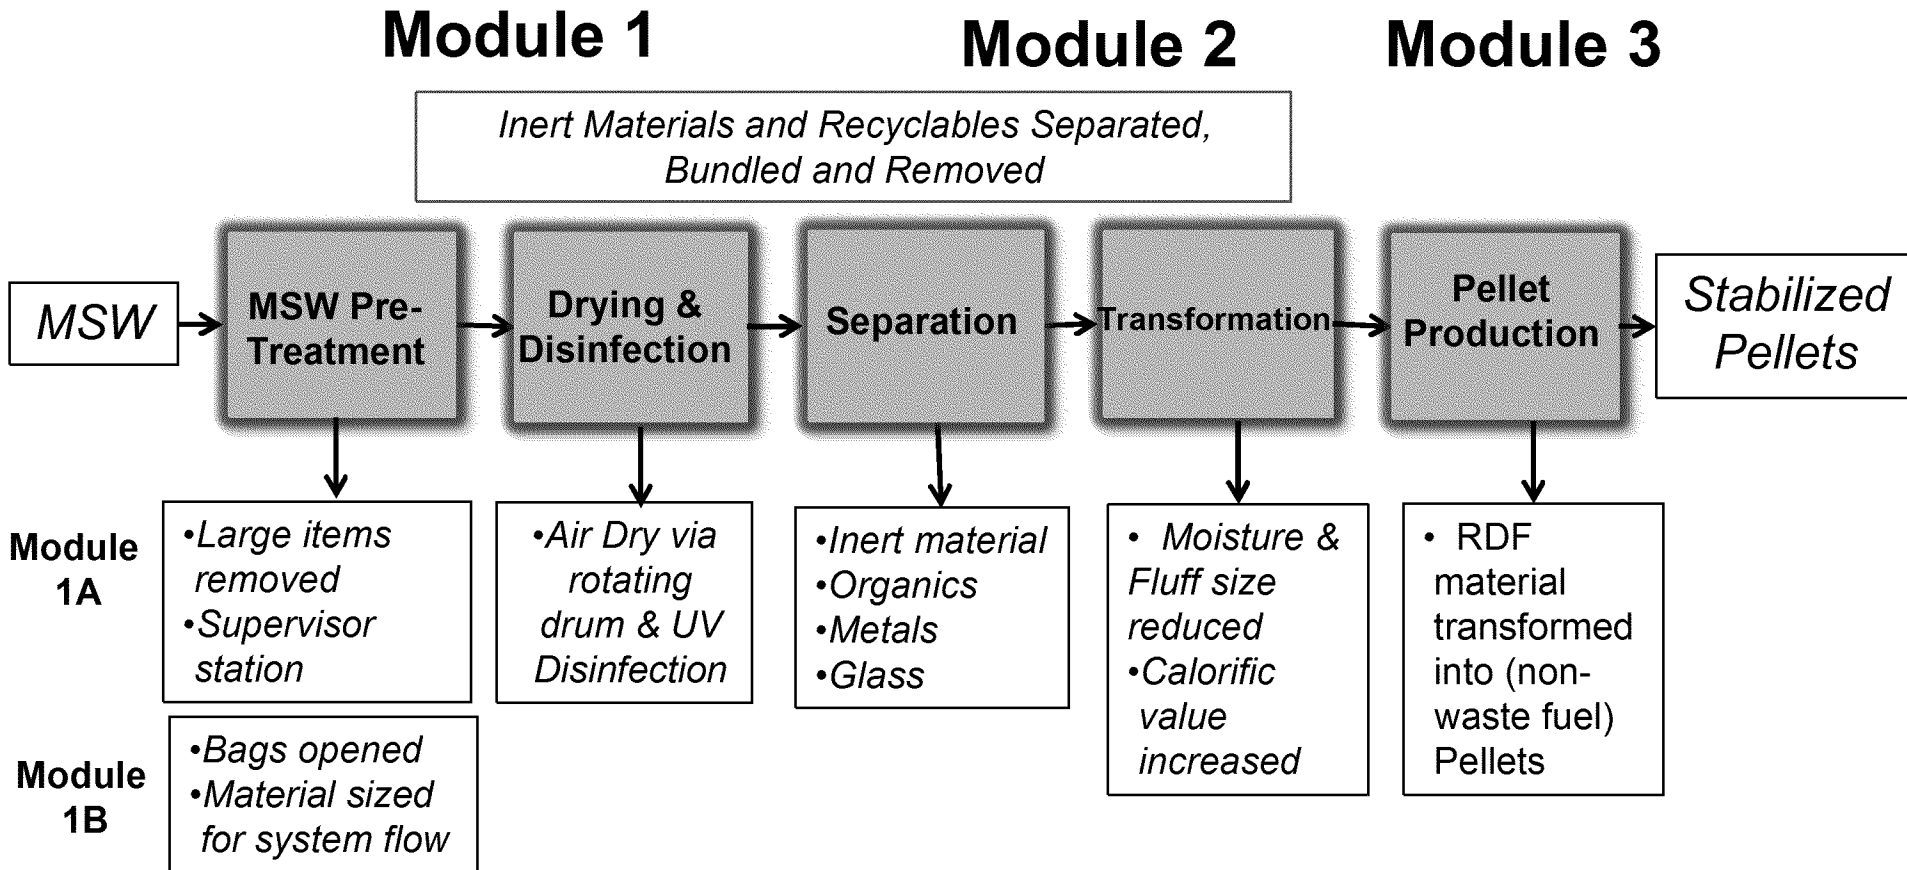 Module 1
Module 2
Module 3
Inert Materials and Recyclables Separated,
Bundled and Removed
MSW
MSW Pre-
Treatment
Drying &
Disinfection
Separation
Transformation
Pellet
Production
Stabilized
Pellets
Module
1A
•Large items
removed
•Supervisor
station
•Air Dry via
rotating
drum & UV
Disinfection
•Inert material
•Organics
•Metals
•Glass
• Moisture &
Fluff size
reduced
•Calorific
value
increased
• RDF
material
transformed
into (non-
waste fuel)
Pellets
Module
1B
•Bags opened
•Material sized
for system flow